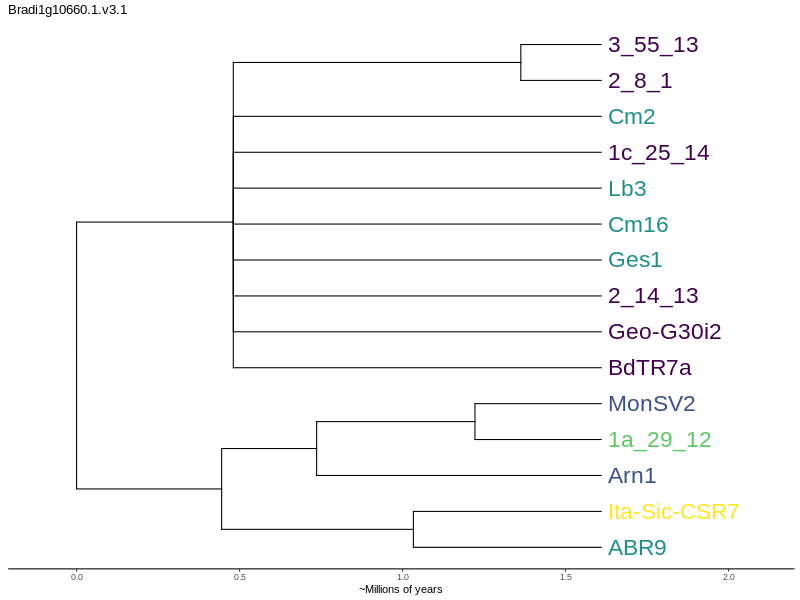 Bradi1g10660.1.v3.1
3_55_13
2_8_1
Cm2
1c_25_14
Lb3
Cm16
Ges1
2_14_13
Geo-G30i2
BdTR7a
MonSV2
1a_29_12
Arn1
Ita-Sic-CSR7
ABR9
0.0 0.5 1.0 1.5 2.0
~Millions of years